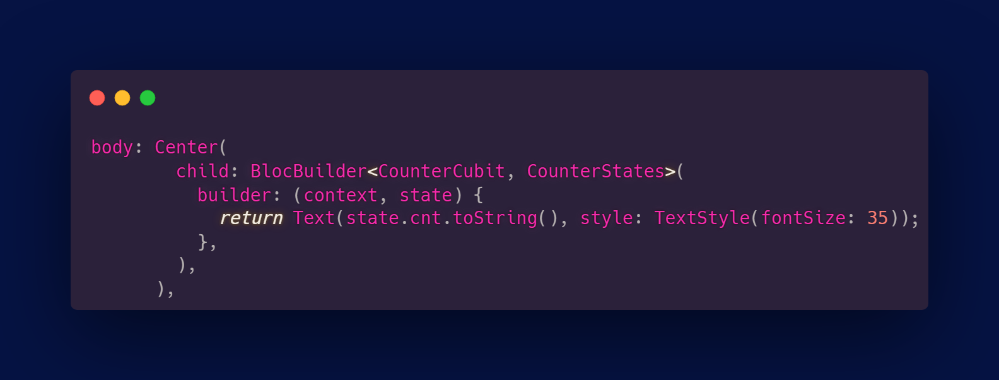 body: Center(
        child: BlocBuilder<CounterCubit, CounterStates>(
          builder: (context, state) {
            return Text(state.cnt.toString(), style: TextStyle(fontSize: 35));
          },
        ),
      ),